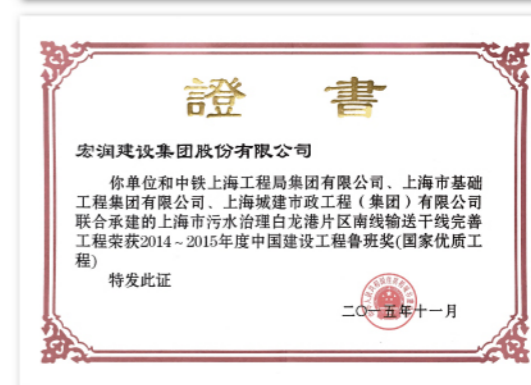 證 書
宏润建设集团股份有限公司
你单位和中铁上海工程局集团有限公司、上海市基础
工程集团有限公司、上海城建市政工程（集团）有限公司
联合承建的上海市污水治理白龙港片区南线输送干线完善
工程荣获2014～2015年度中国建设工程鲁班奖(国家优质工
程)
特发此证
二○一五年十一月